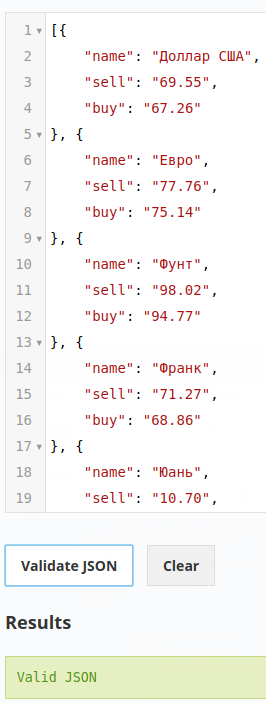 1 [{
2 "name": "Доллар США",
3 "sell": "69.55",
4 "buy": "67.26"
5 }, {
6 "name": "Евро",
7 "sell": "77.76",
8 "buy": "75.14"
9 }, {
10 "name": "Фунт",
11 "sell": "98.02",
12 "buy": "94.77"
13 }, {
14 "name": "Франк",
15 "sell": "71.27",
16 "buy": "68.86"
17 }, {
18 "name": "Юань",
19 "sell": "10.70",
Validate JSON Clear
Results
Valid JSON